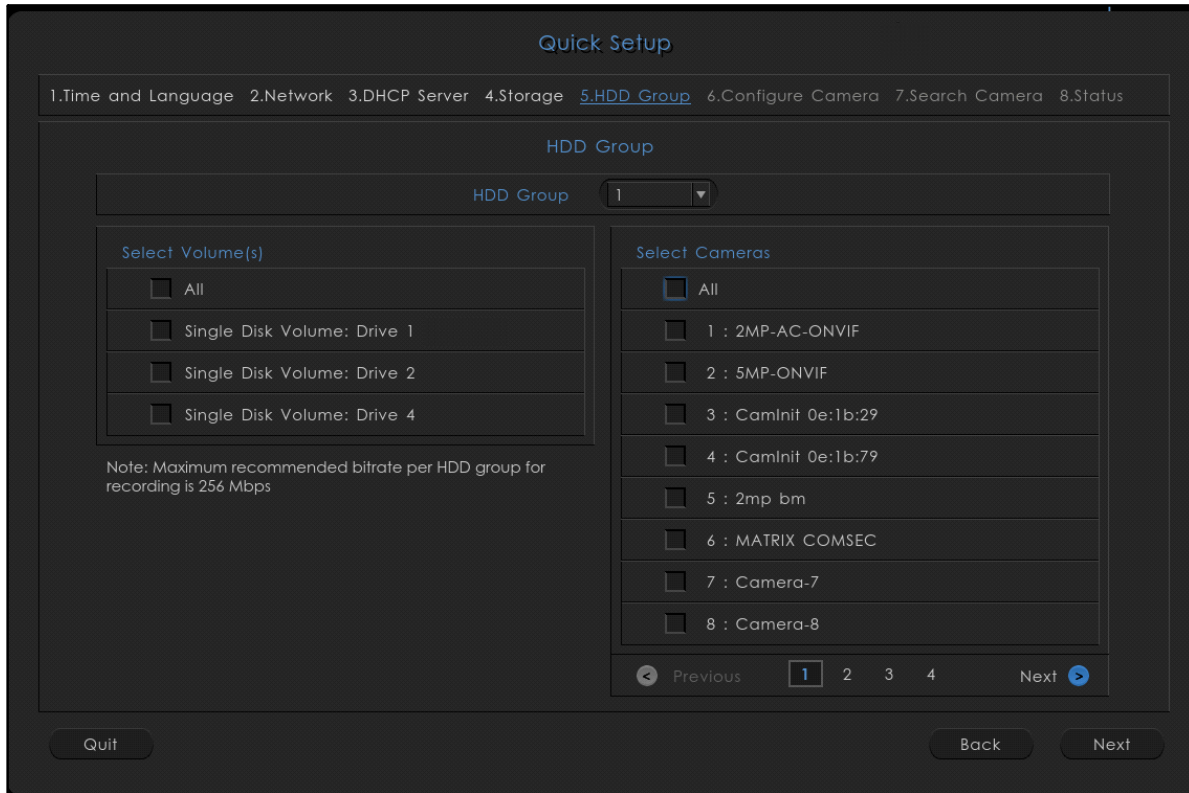 Quick Setup
1.Time and Language 2.Network 3.DHCP Server 4.Storage 5.HDD Group 6.Configure Camera 7.Search Camera 8.Status
HDD Group
HDD Group 1
Select Volume(s)
All
Single Disk Volume: Drive 1
Single Disk Volume: Drive 2
Single Disk Volume: Drive 4
Note: Maximum recommended bitrate per HDD group for
recording is 256 Mbps
Select Cameras
All
1 : 2MP-AC-ONVIF
2 : 5MP-ONVIF
3 : CamInit 0e:1b:29
4 : CamInit 0e:1b:79
5 : 2mp bm
6 : MATRIX COMSEC
7 : Camera-7
8 : Camera-8
< Previous 1 2 3 4 Next >
Quit Back Next